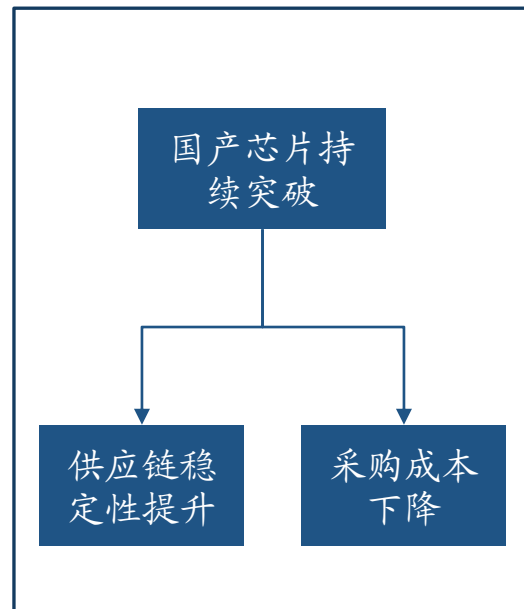 国产芯片持
续突破
供应链稳
定性提升
采购成本
下降